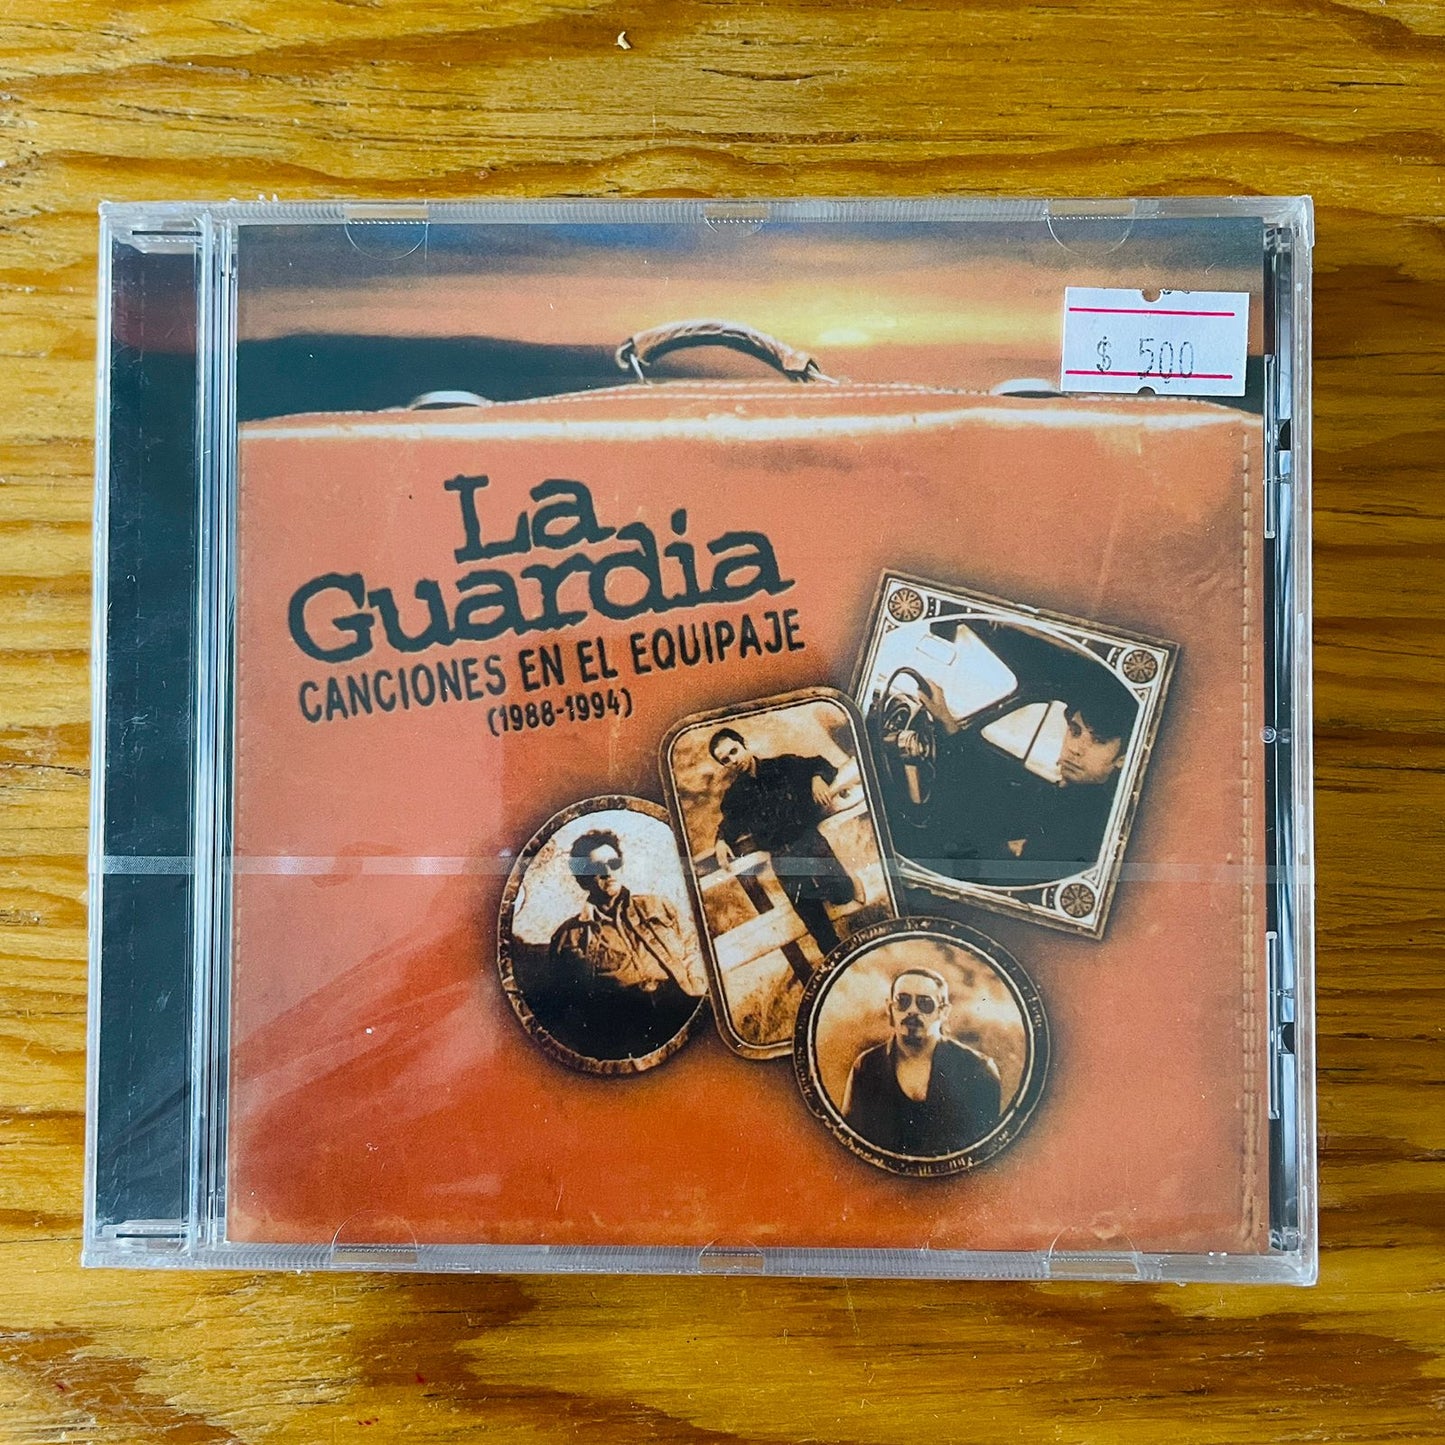 $ 500
La
Guardia
CANCIONES EN EL EQUIPAJE
(1988-1994)